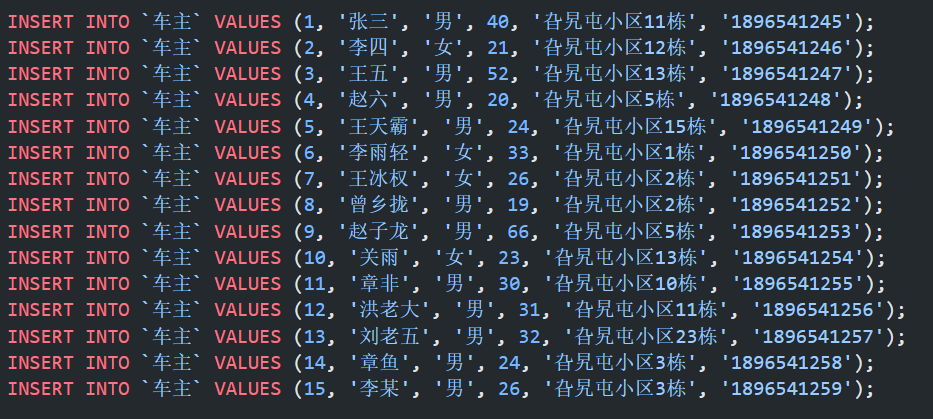 INSERT INTO `车主` VALUES (1, '张三', '男', 40, '旮旯屯小区11栋', '1896541245');
INSERT INTO `车主` VALUES (2, '李四', '女', 21, '旮旯屯小区12栋', '1896541246');
INSERT INTO `车主` VALUES (3, '王五', '男', 52, '旮旯屯小区13栋', '1896541247');
INSERT INTO `车主` VALUES (4, '赵六', '男', 20, '旮旯屯小区5栋', '1896541248');
INSERT INTO `车主` VALUES (5, '王天霸', '男', 24, '旮旯屯小区15栋', '1896541249');
INSERT INTO `车主` VALUES (6, '李雨轻', '女', 33, '旮旯屯小区1栋', '1896541250');
INSERT INTO `车主` VALUES (7, '王冰权', '女', 26, '旮旯屯小区2栋', '1896541251');
INSERT INTO `车主` VALUES (8, '曾乡拢', '男', 19, '旮旯屯小区2栋', '1896541252');
INSERT INTO `车主` VALUES (9, '赵子龙', '男', 66, '旮旯屯小区5栋', '1896541253');
INSERT INTO `车主` VALUES (10, '关雨', '女', 23, '旮旯屯小区13栋', '1896541254');
INSERT INTO `车主` VALUES (11, '章非', '男', 30, '旮旯屯小区10栋', '1896541255');
INSERT INTO `车主` VALUES (12, '洪老大', '男', 31, '旮旯屯小区11栋', '1896541256');
INSERT INTO `车主` VALUES (13, '刘老五', '男', 32, '旮旯屯小区23栋', '1896541257');
INSERT INTO `车主` VALUES (14, '章鱼', '男', 24, '旮旯屯小区3栋', '1896541258');
INSERT INTO `车主` VALUES (15, '李某', '男', 26, '旮旯屯小区3栋', '1896541259');